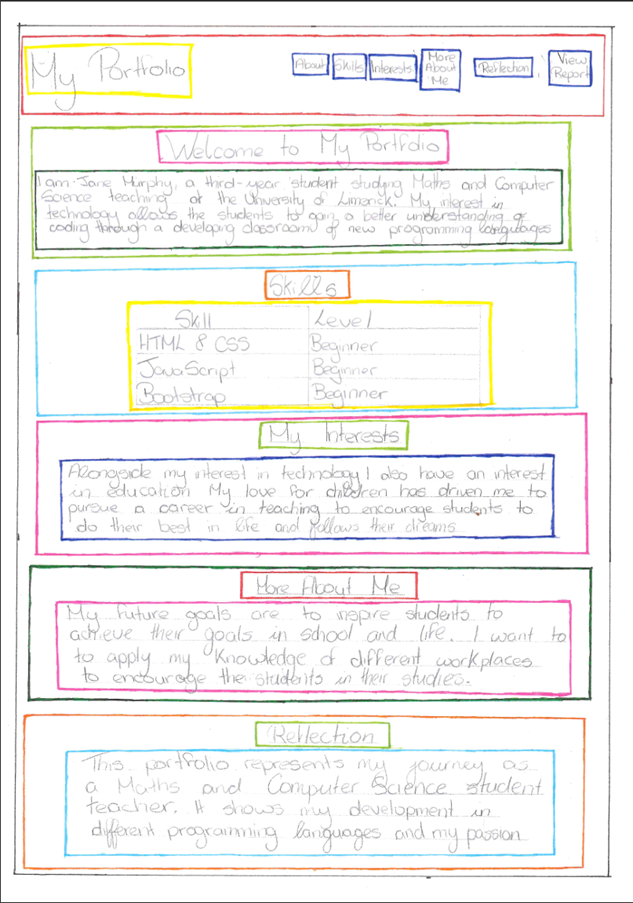 My Portfolio
About Skills Interests More About Me Reflection View Report
Welcome to My Portfolio
I am Jane Murphy, a third-year student studying Maths and Computer
Science teaching at the University of Limerick. My interest in
technology allows the students to gain a better understanding of
coding through a developing classroom of new programming languages
Skills
Skill Level
HTML & CSS Beginner
JavaScript Beginner
Bootstrap Beginner
My Interests
Alongside my interest in technology I also have an interest
in education My love for children has driven me to
pursue a career in teaching to encourage students to
do their best in life and follows their dreams
More About Me
My future goals are to inspire students to
achieve their goals in school and life. I want to
to apply my knowledge of different workplaces
to encourage the students in their studies.
Reflection
This portfolio represents my journey as
a Maths and Computer Science student
teacher. It shows my development in
different programming languages and my passion